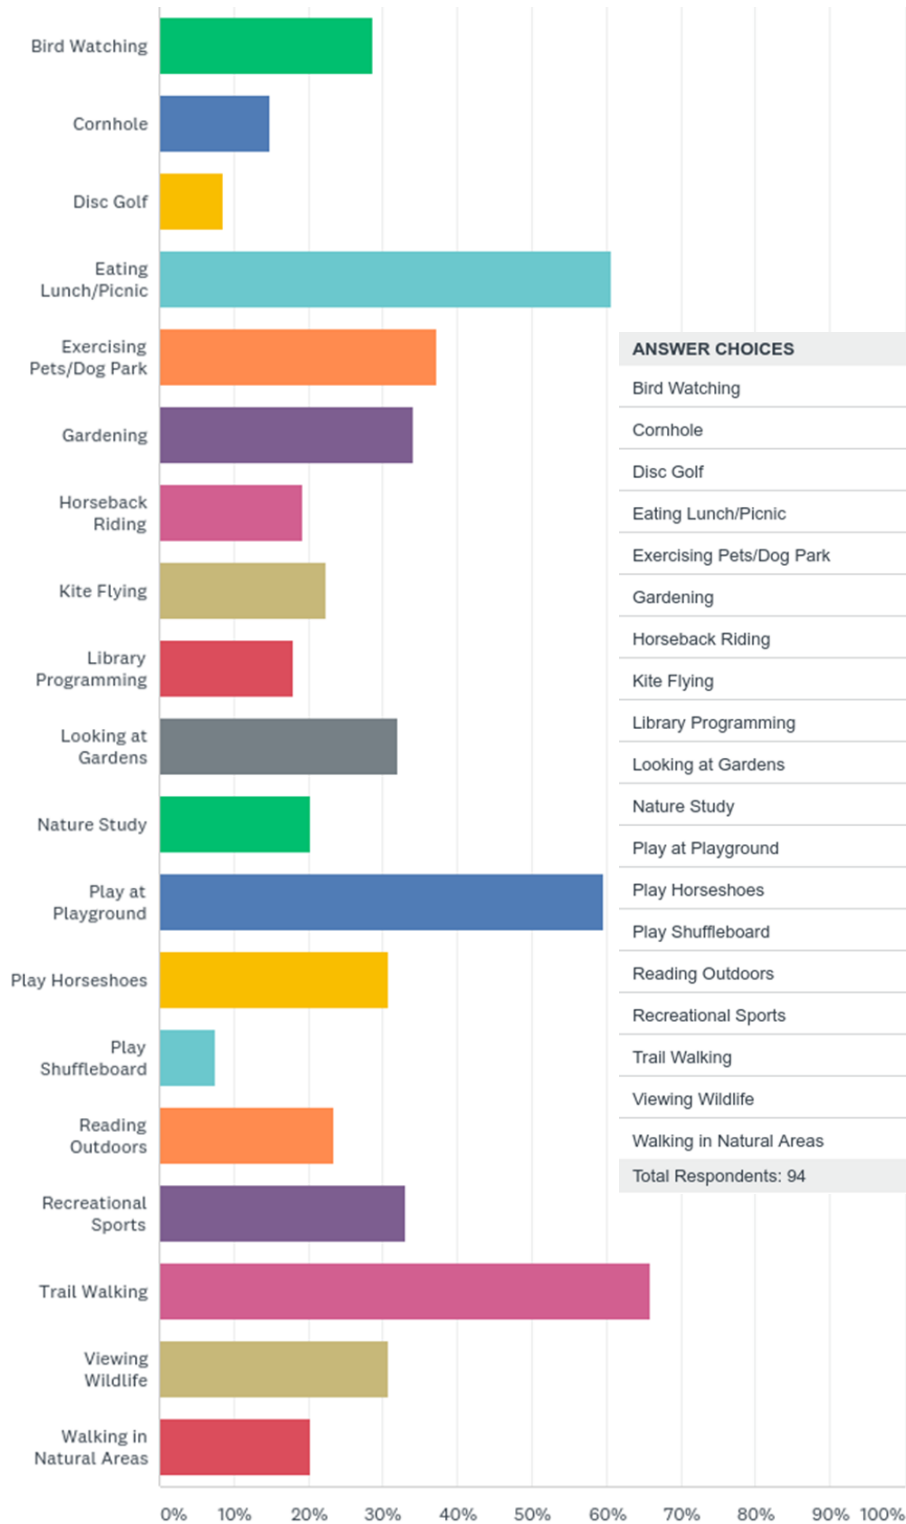 Bird Watching
Cornhole
Disc Golf
Eating
Lunch/Picnic
Exercising
Pets/Dog Park
Gardening
Horseback
Riding
Kite Flying
Library
Programming
Looking at
Gardens
Nature Study
Play at
Playground
Play Horseshoes
Play
Shuffleboard
Reading
Outdoors
Recreational
Sports
Trail Walking
Viewing
Wildlife
Walking in
Natural Areas
0% 10% 20% 30% 40% 50% 60% 70% 80% 90% 100%
ANSWER CHOICES
Bird Watching
Cornhole
Disc Golf
Eating Lunch/Picnic
Exercising Pets/Dog Park
Gardening
Horseback Riding
Kite Flying
Library Programming
Looking at Gardens
Nature Study
Play at Playground
Play Horseshoes
Play Shuffleboard
Reading Outdoors
Recreational Sports
Trail Walking
Viewing Wildlife
Walking in Natural Areas
Total Respondents: 94